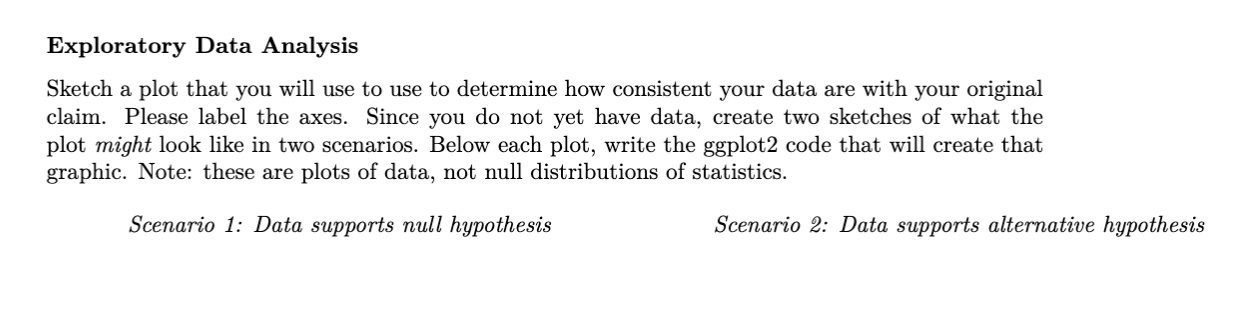 Exploratory Data Analysis
Sketch a plot that you will use to use to determine how consistent your data are with your original
claim. Please label the axes. Since you do not yet have data, create two sketches of what the
plot might look like in two scenarios. Below each plot, write the ggplot2 code that will create that
graphic. Note: these are plots of data, not null distributions of statistics.
Scenario 1: Data supports null hypothesis
Scenario 2: Data supports alternative hypothesis